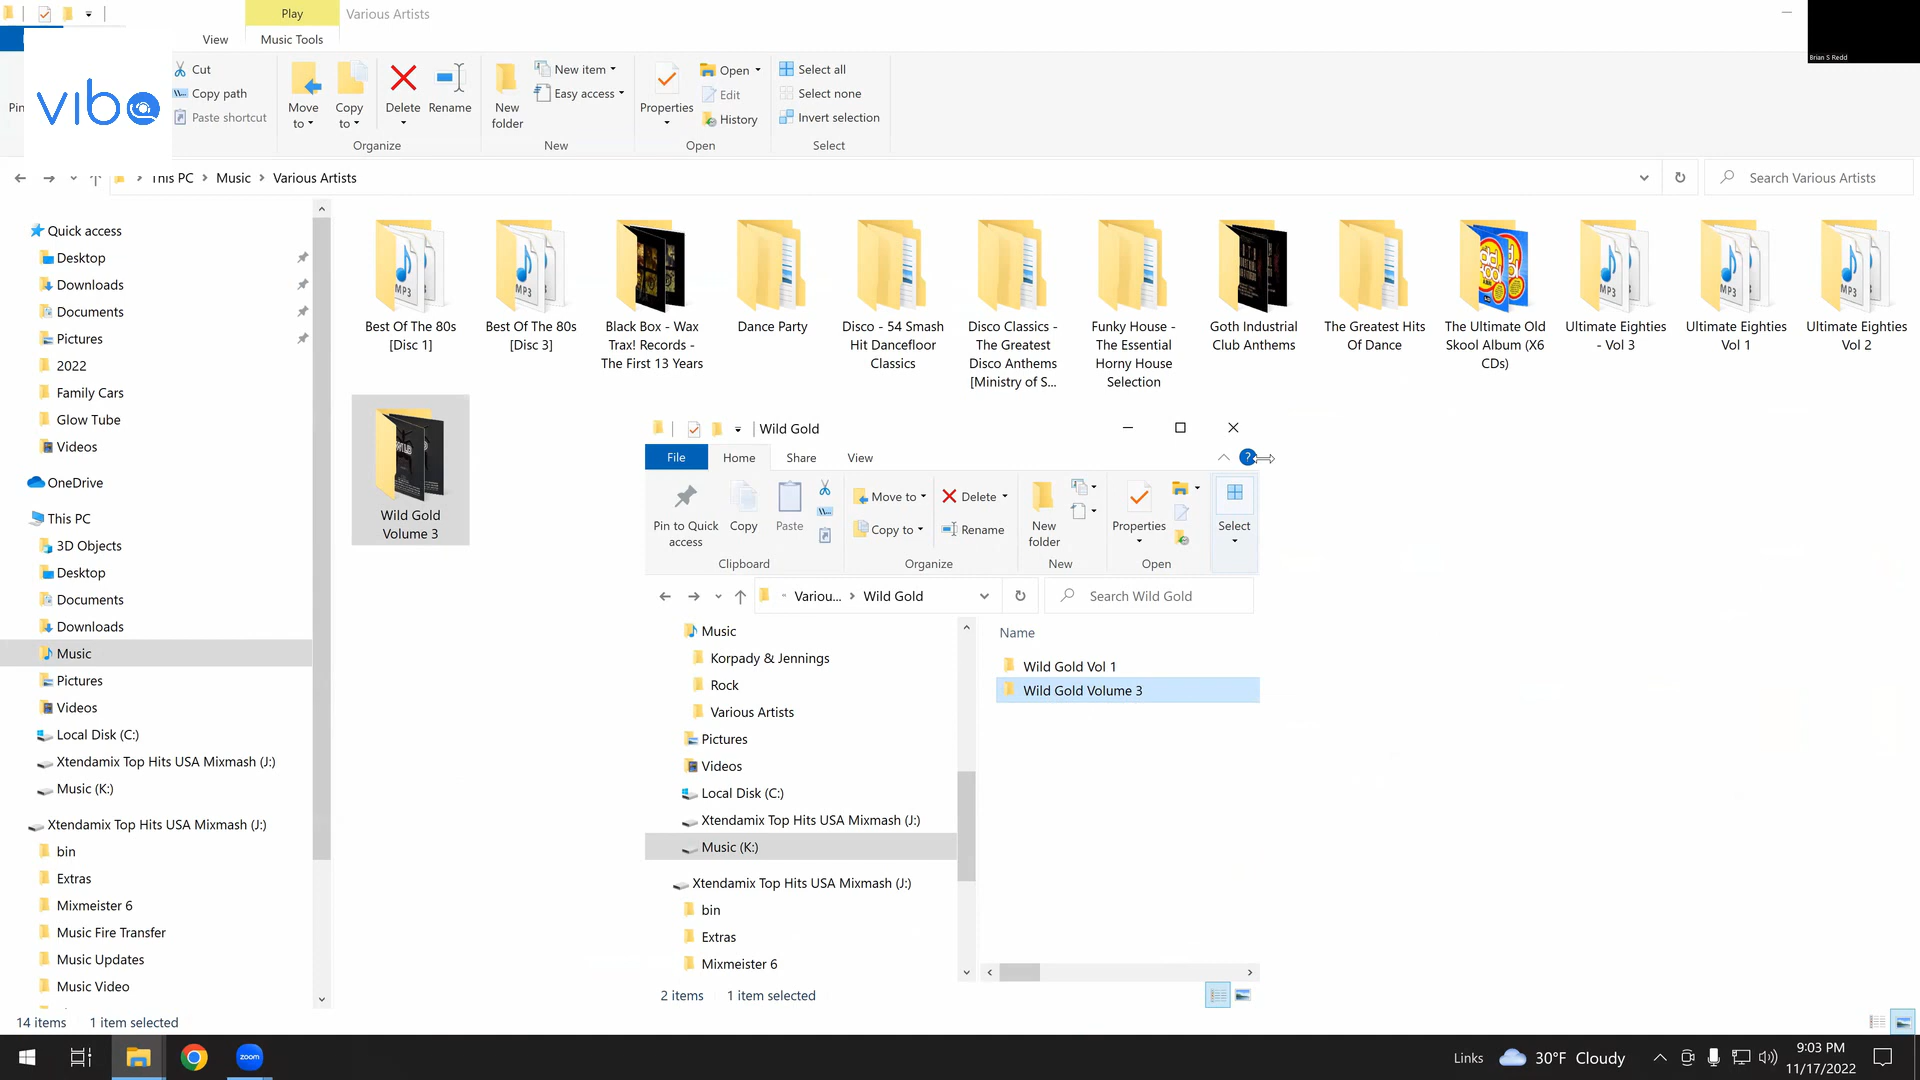 Play
Various Artists
View
Music Tools
Brian S Redd
vibo
Cut
Copy path
Paste shortcut
Pin
Move to
Copy to
Delete
Rename
Organize
New folder
New item
Easy access
New
Properties
Open
Edit
History
Open
Select all
Select none
Invert selection
Select
This PC
Music
Various Artists
Search Various Artists
Quick access
Desktop
Downloads
Documents
Pictures
2022
Family Cars
Glow Tube
Videos
OneDrive
This PC
3D Objects
Desktop
Documents
Downloads
Music
Pictures
Videos
Local Disk (C:)
Xtendamix Top Hits USA Mixmash (J:)
Music (K:)
Xtendamix Top Hits USA Mixmash (J:)
bin
Extras
Mixmeister 6
Music Fire Transfer
Music Updates
Music Video
14 items
1 item selected
MP3
Best Of The 80s
[Disc 1]
MP3
Best Of The 80s
[Disc 3]
Black Box - Wax
Trax! Records -
The First 13 Years
Dance Party
Disco - 54 Smash
Hit Dancefloor
Classics
Disco Classics -
The Greatest
Disco Anthems
[Ministry of S...
Funky House -
The Essential
Horny House
Selection
Goth Industrial
Club Anthems
The Greatest Hits
Of Dance
The Ultimate Old
Skool Album (X6
CDs)
MP3
Ultimate Eighties
- Vol 3
MP3
Ultimate Eighties
Vol 1
MP3
Ultimate Eighties
Vol 2
Wild Gold
Volume 3
Wild Gold
File
Home
Share
View
?
Pin to Quick
access
Copy
Paste
Clipboard
Move to
Copy to
Delete
Rename
Organize
New
folder
New
Properties
Open
Select
Variou...
Wild Gold
Search Wild Gold
Music
Korpady & Jennings
Rock
Various Artists
Pictures
Videos
Local Disk (C:)
Xtendamix Top Hits USA Mixmash (J:)
Music (K:)
Xtendamix Top Hits USA Mixmash (J:)
bin
Extras
Mixmeister 6
Name
Wild Gold Vol 1
Wild Gold Volume 3
2 items
1 item selected
zoom
Links
30°F Cloudy
9:03 PM
11/17/2022